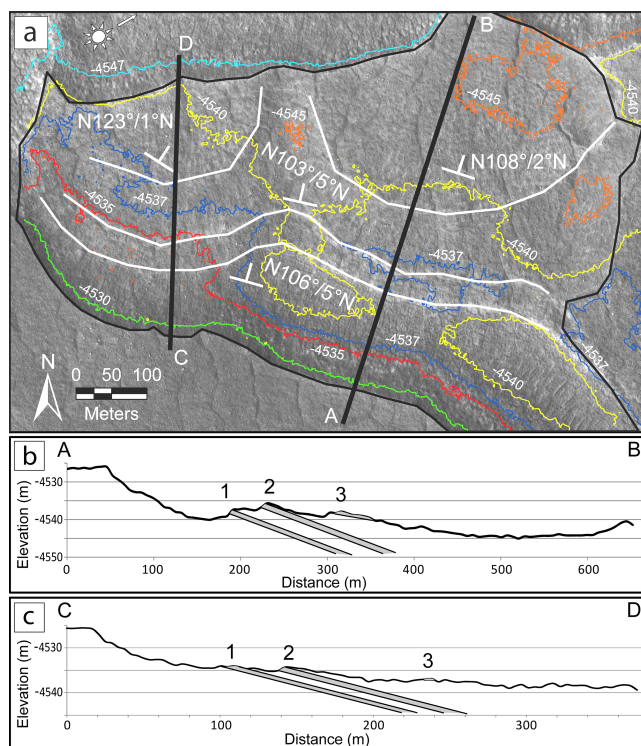 a
D
B
-4547
-4540
-4545
-4545
-4540
N123°/1°N
N103°/5°N
N108°/2°N
-4535
-4537
-4537
-4540
N106°/5°N
-4530
-4535
-4537
-4540
-4537
C
A
N
0 50 100
Meters
b
A
B
1 2 3
Elevation (m)
-4530
-4540
-4550
0 100 200 300 400 500 600
Distance (m)
c
C
D
1 2 3
Elevation (m)
-4530
-4540
0 100 200 300
Distance (m)